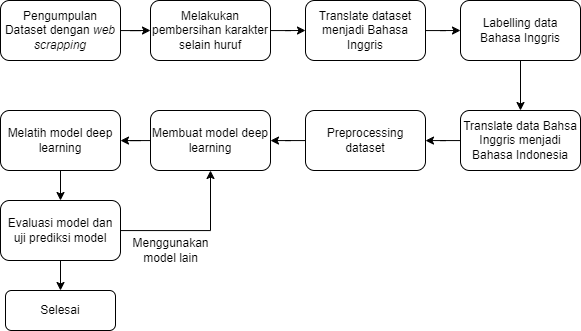 Pengumpulan
Dataset dengan web
scrapping
Melakukan
pembersihan karakter
selain huruf
Translate dataset
menjadi Bahasa
Inggris
Labelling data
Bahasa Inggris
Translate data Bahsa
Inggris menjadi
Bahasa Indonesia
Preprocessing
dataset
Membuat model deep
learning
Melatih model deep
learning
Evaluasi model dan
uji prediksi model
Menggunakan
model lain
Selesai